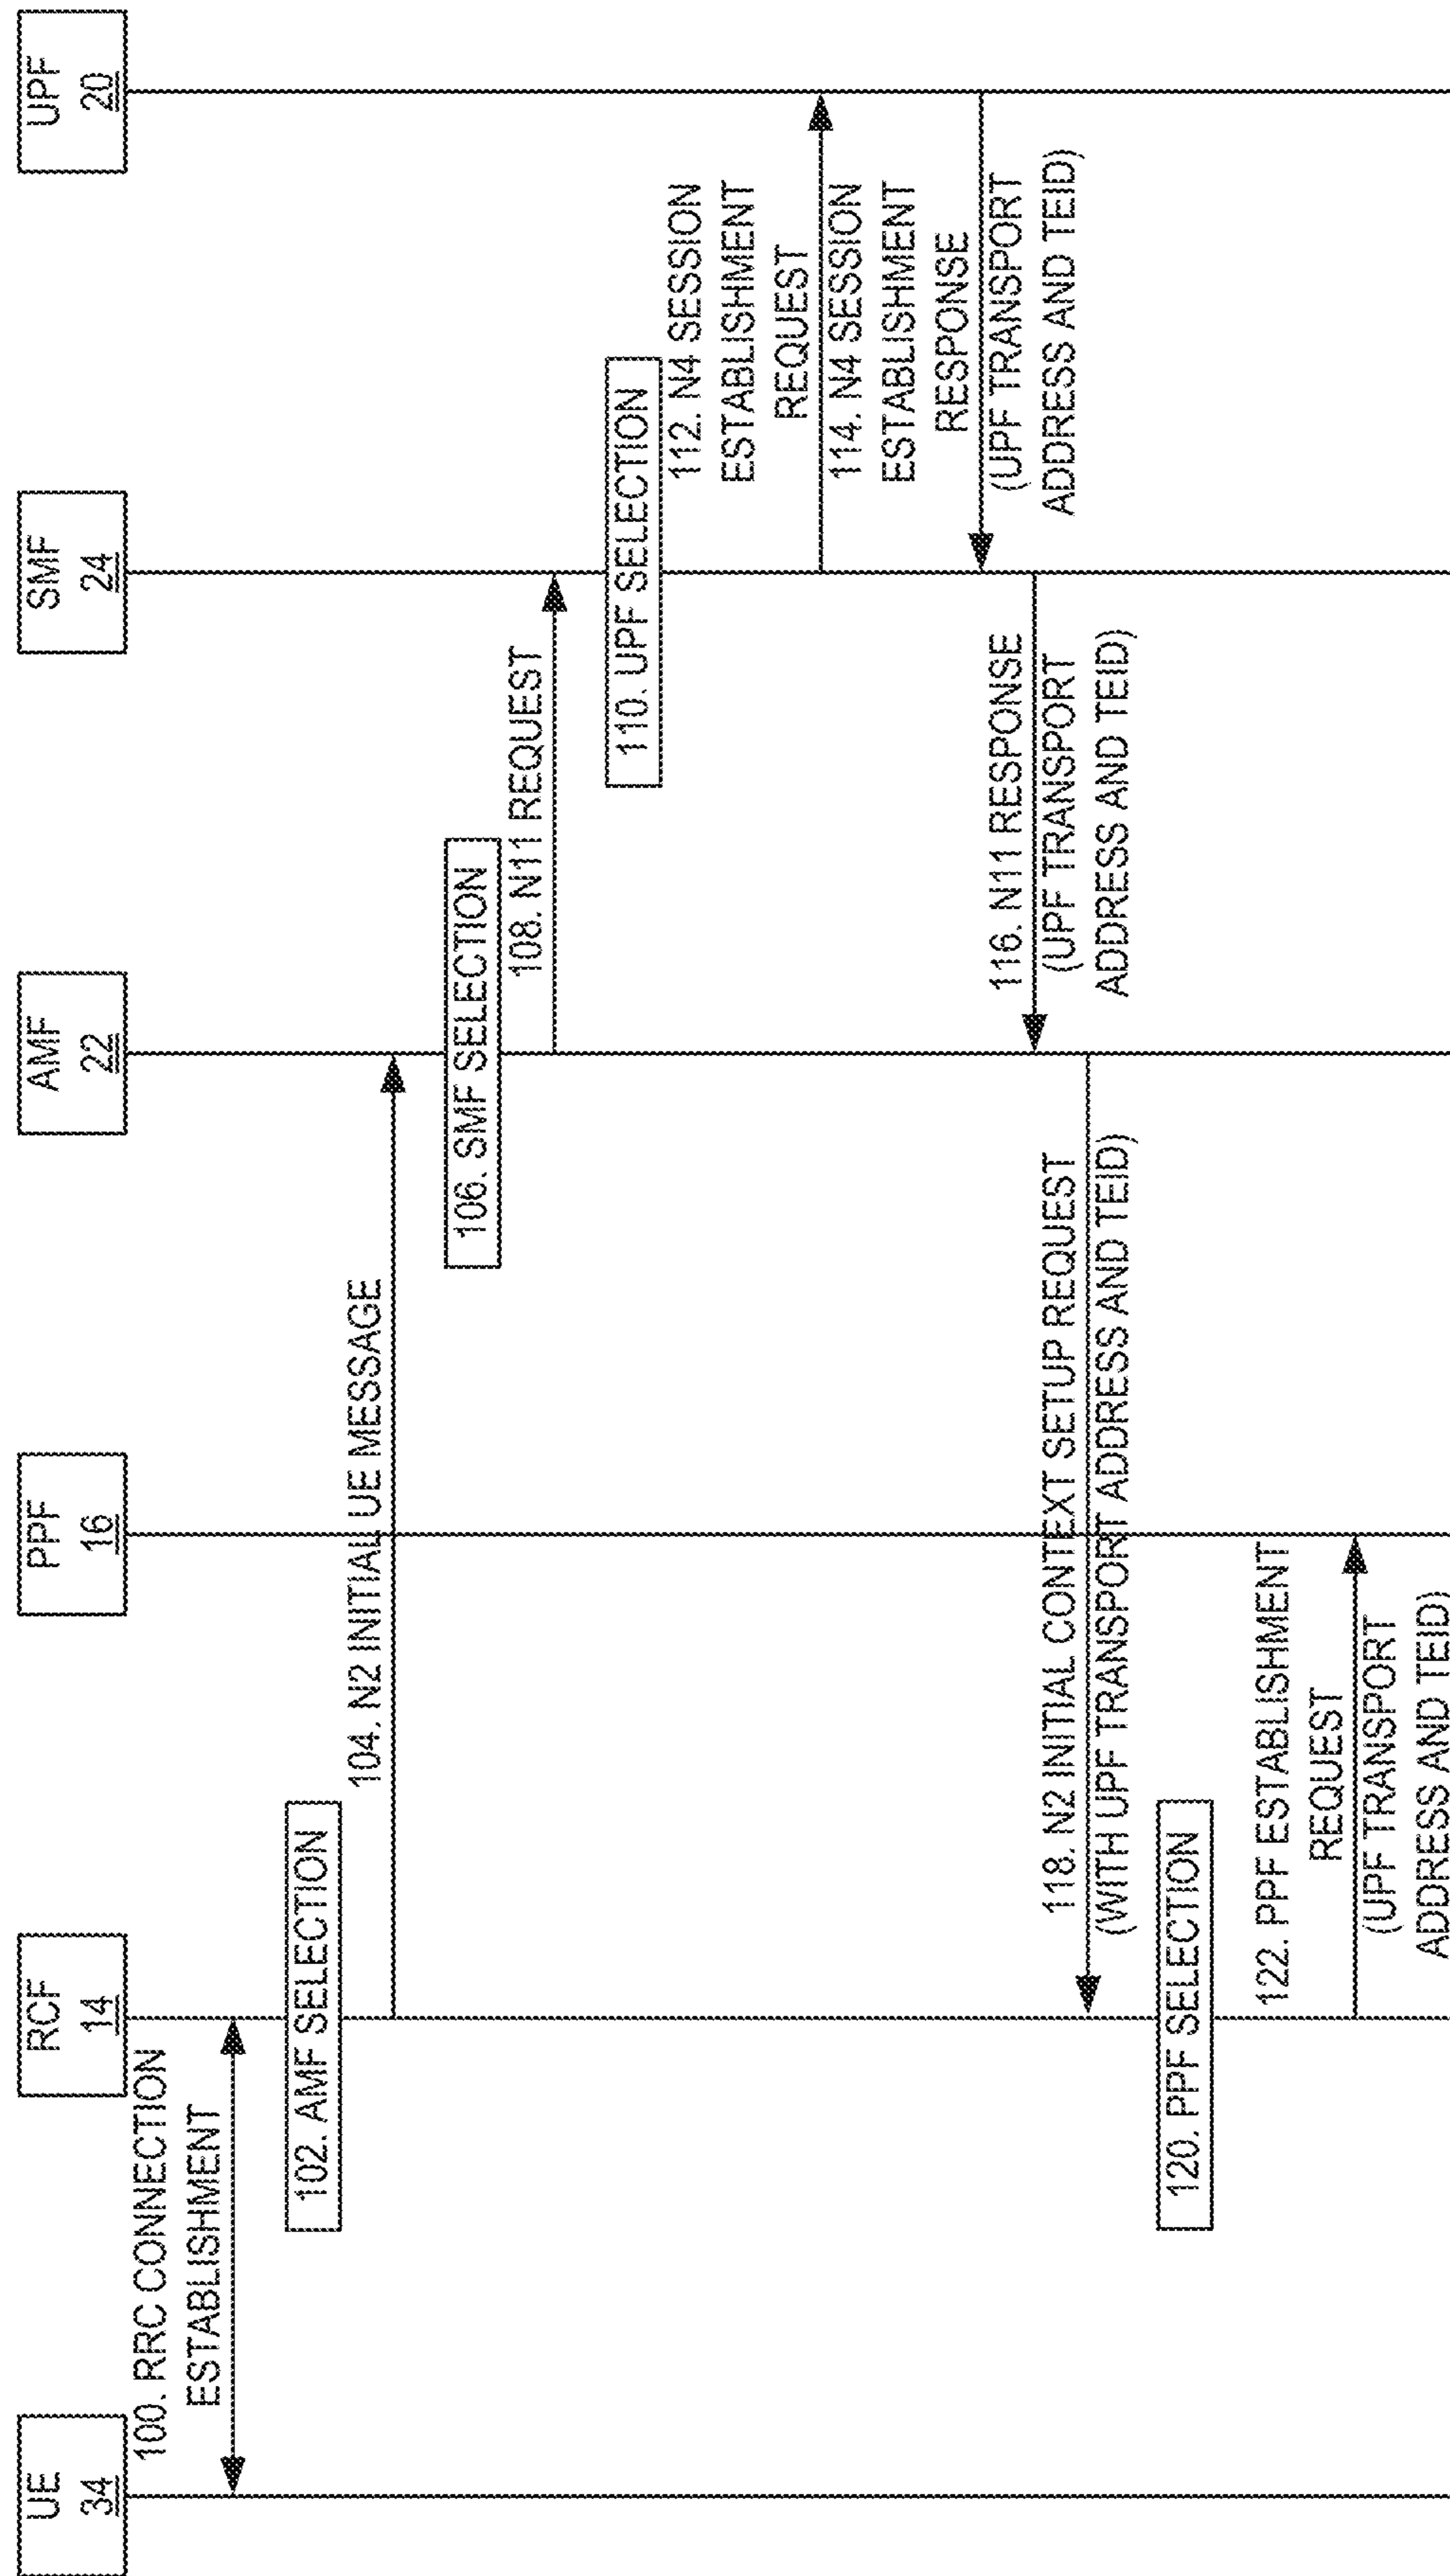 UE
34
RCF
14
PPF
16
AMF
22
SMF
24
UPF
20
100. RRC CONNECTION
ESTABLISHMENT
102. AMF SELECTION
104. N2 INITIAL UE MESSAGE
106. SMF SELECTION
108. N11 REQUEST
110. UPF SELECTION
112. N4 SESSION
ESTABLISHMENT
REQUEST
114. N4 SESSION
ESTABLISHMENT
RESPONSE
(UPF TRANSPORT
ADDRESS AND TEID)
116. N11 RESPONSE
(UPF TRANSPORT
ADDRESS AND TEID)
118. N2 INITIAL CONTEXT SETUP REQUEST
(WITH UPF TRANSPORT ADDRESS AND TEID)
120. PPF SELECTION
122. PPF ESTABLISHMENT
REQUEST
(UPF TRANSPORT
ADDRESS AND TEID)